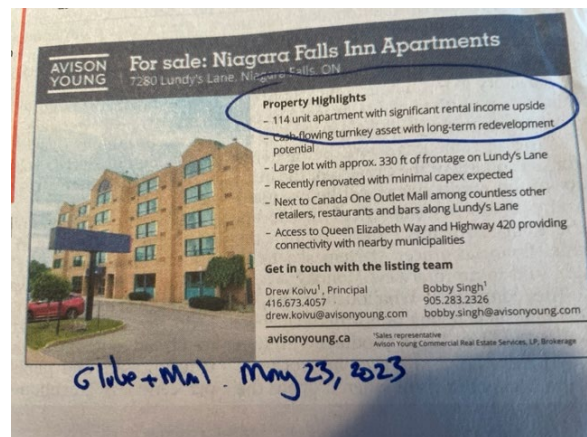 AVISON
YOUNG
For sale: Niagara Falls Inn Apartments
7280 Lundy's Lane, Niagara Falls, ON
Property Highlights
- 114 unit apartment with significant rental income upside
- Cash-flowing turnkey asset with long-term redevelopment
potential
- Large lot with approx. 330 ft of frontage on Lundy's Lane
- Recently renovated with minimal capex expected
- Next to Canada One Outlet Mall among countless other
retailers, restaurants and bars along Lundy's Lane
- Access to Queen Elizabeth Way and Highway 420 providing
connectivity with nearby municipalities
Get in touch with the listing team
Drew Koivu¹, Principal
416.673.4057
drew.koivu@avisonyoung.com
Bobby Singh¹
905.283.2326
bobby.singh@avisonyoung.com
avisonyoung.ca
¹Sales representative
Avison Young Commercial Real Estate Services, LP, Brokerage
Globe + Mail. May 23, 2023